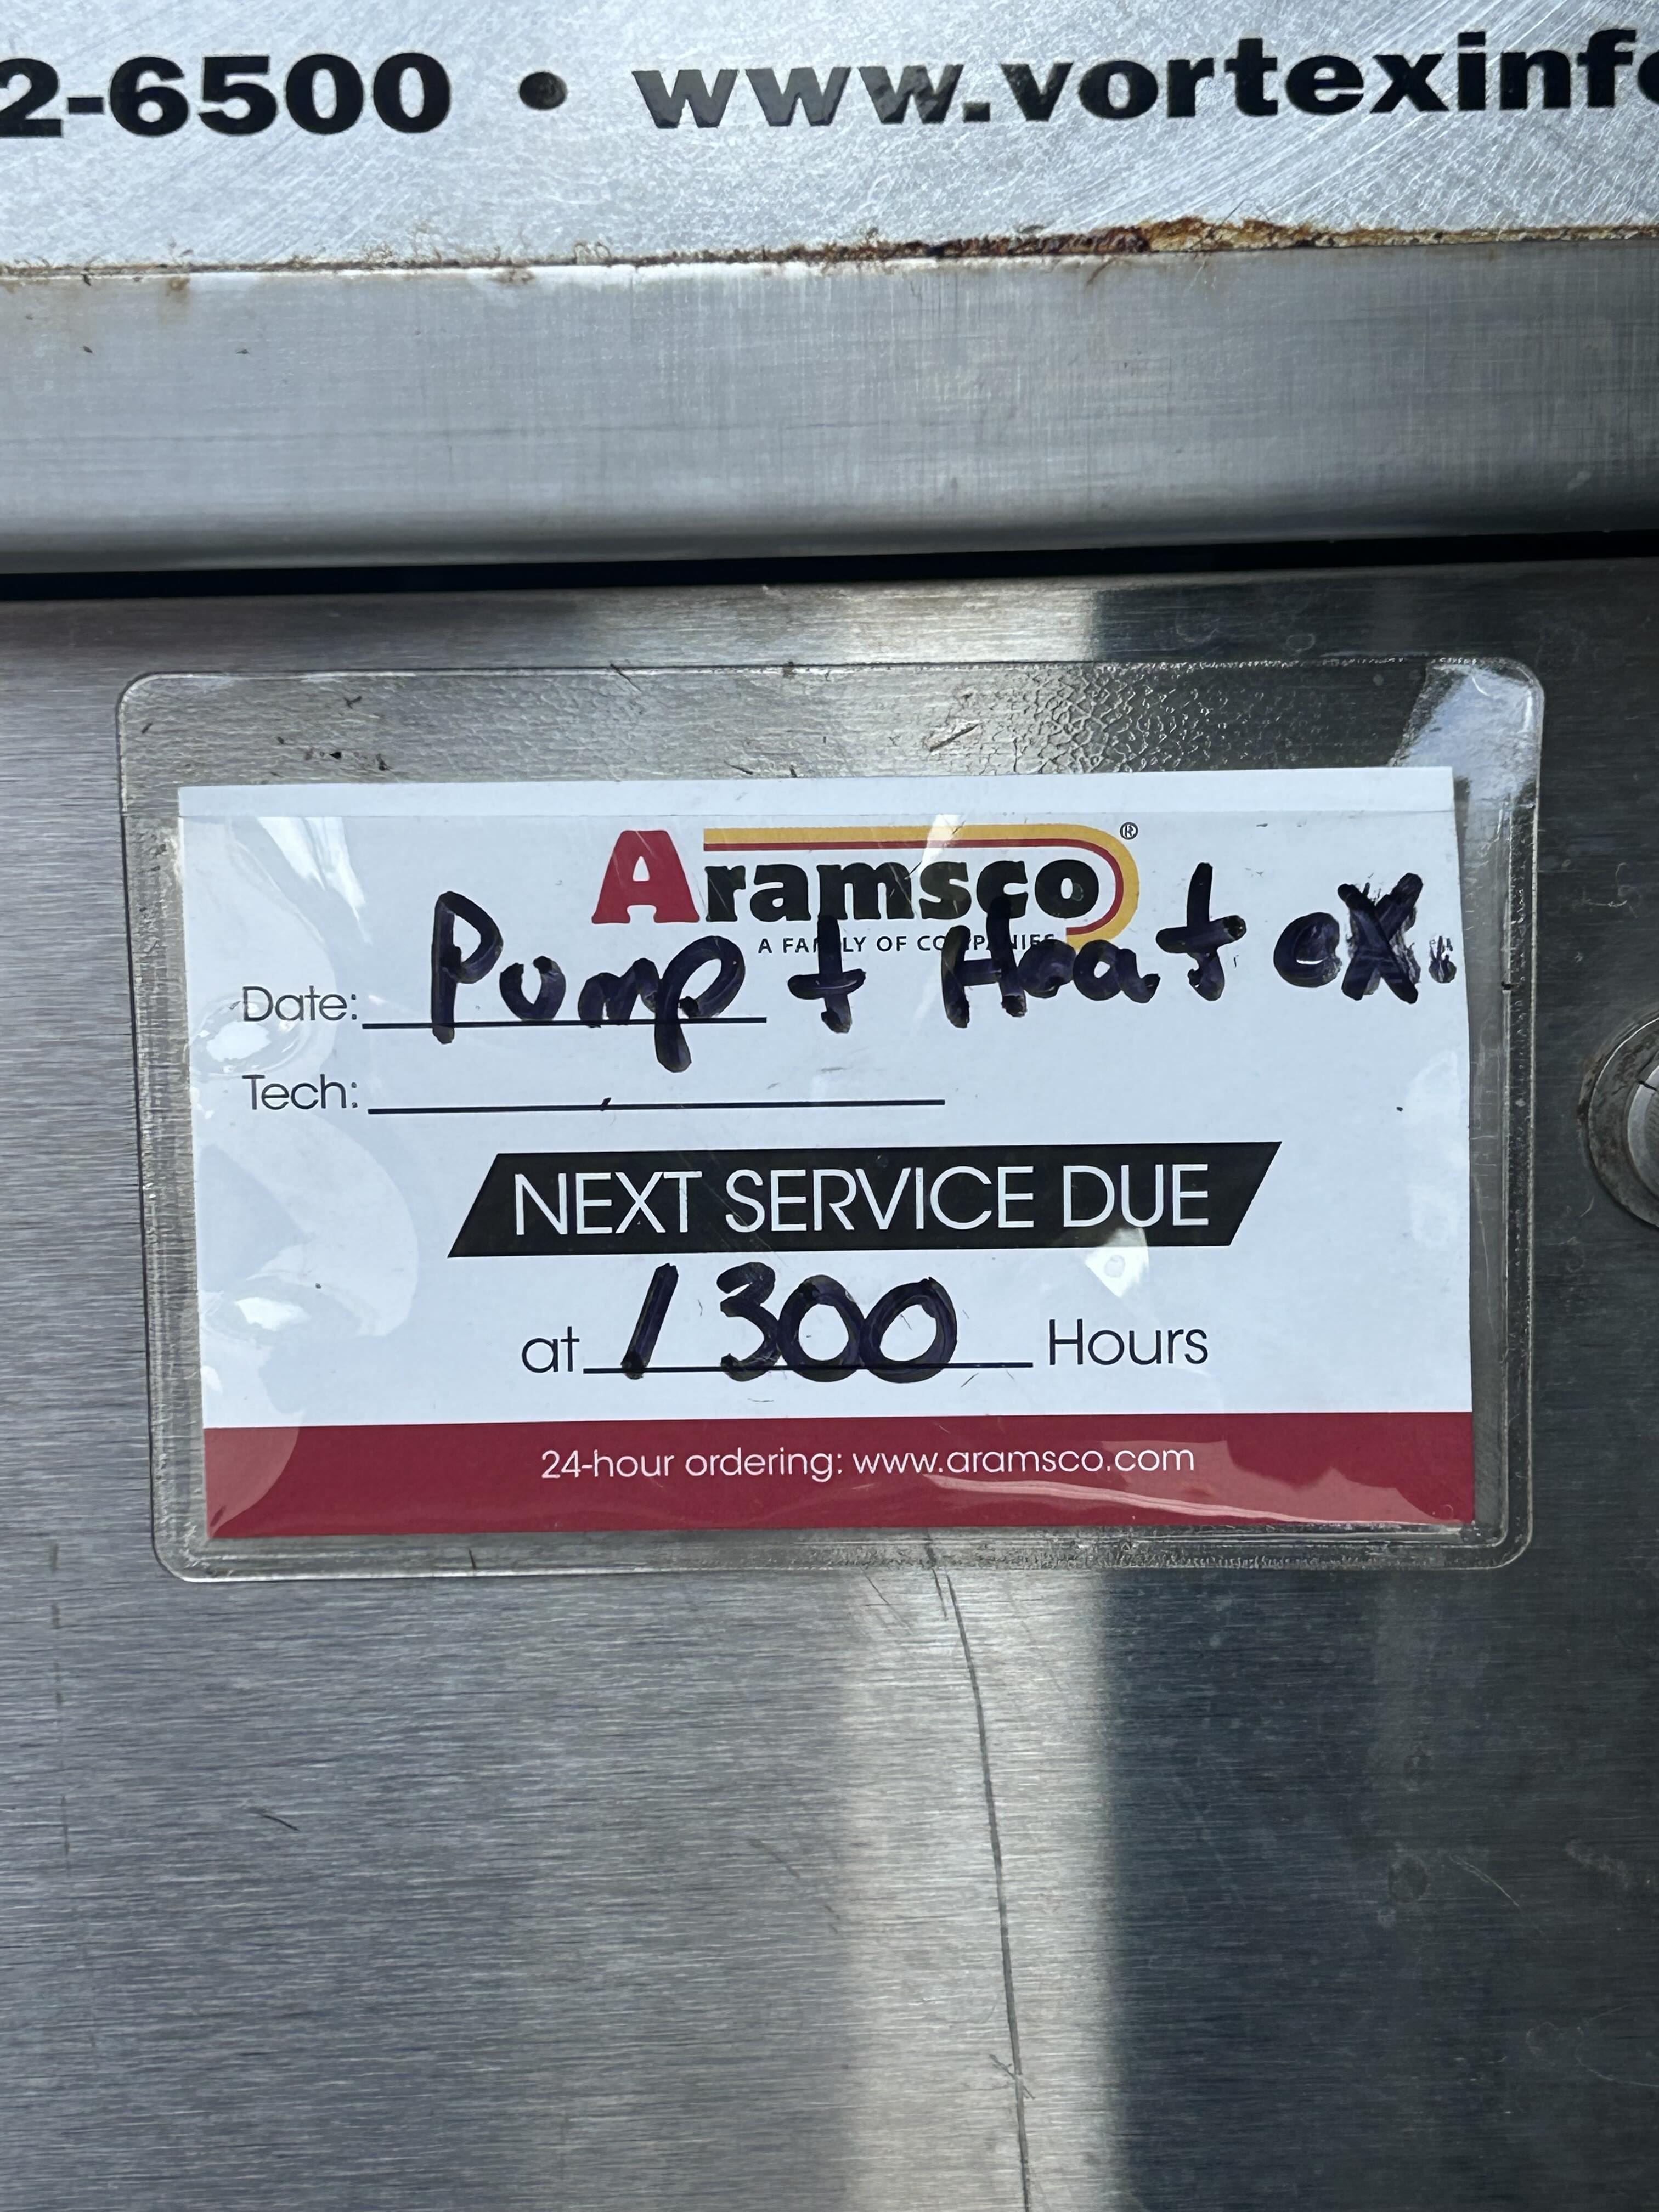 2-6500 • www.vortexinfo
Aramsco®
A FAMILY OF COMPANIES
Date: Pump + Heat ex.
Tech:
NEXT SERVICE DUE
at 1300 Hours
24-hour ordering: www.aramsco.com